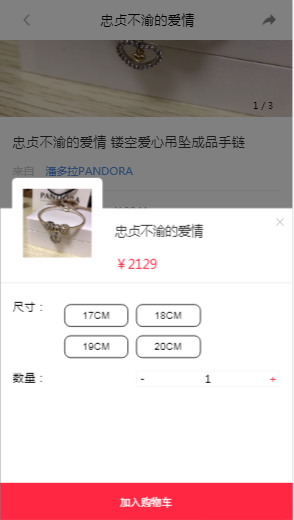 忠贞不渝的爱情
1 / 3
忠贞不渝的爱情 镂空爱心吊坠成品手链
来自 潘多拉PANDORA
忠贞不渝的爱情
×
￥2129
尺寸：
17CM 18CM
19CM 20CM
数量：
- 1 +
加入购物车